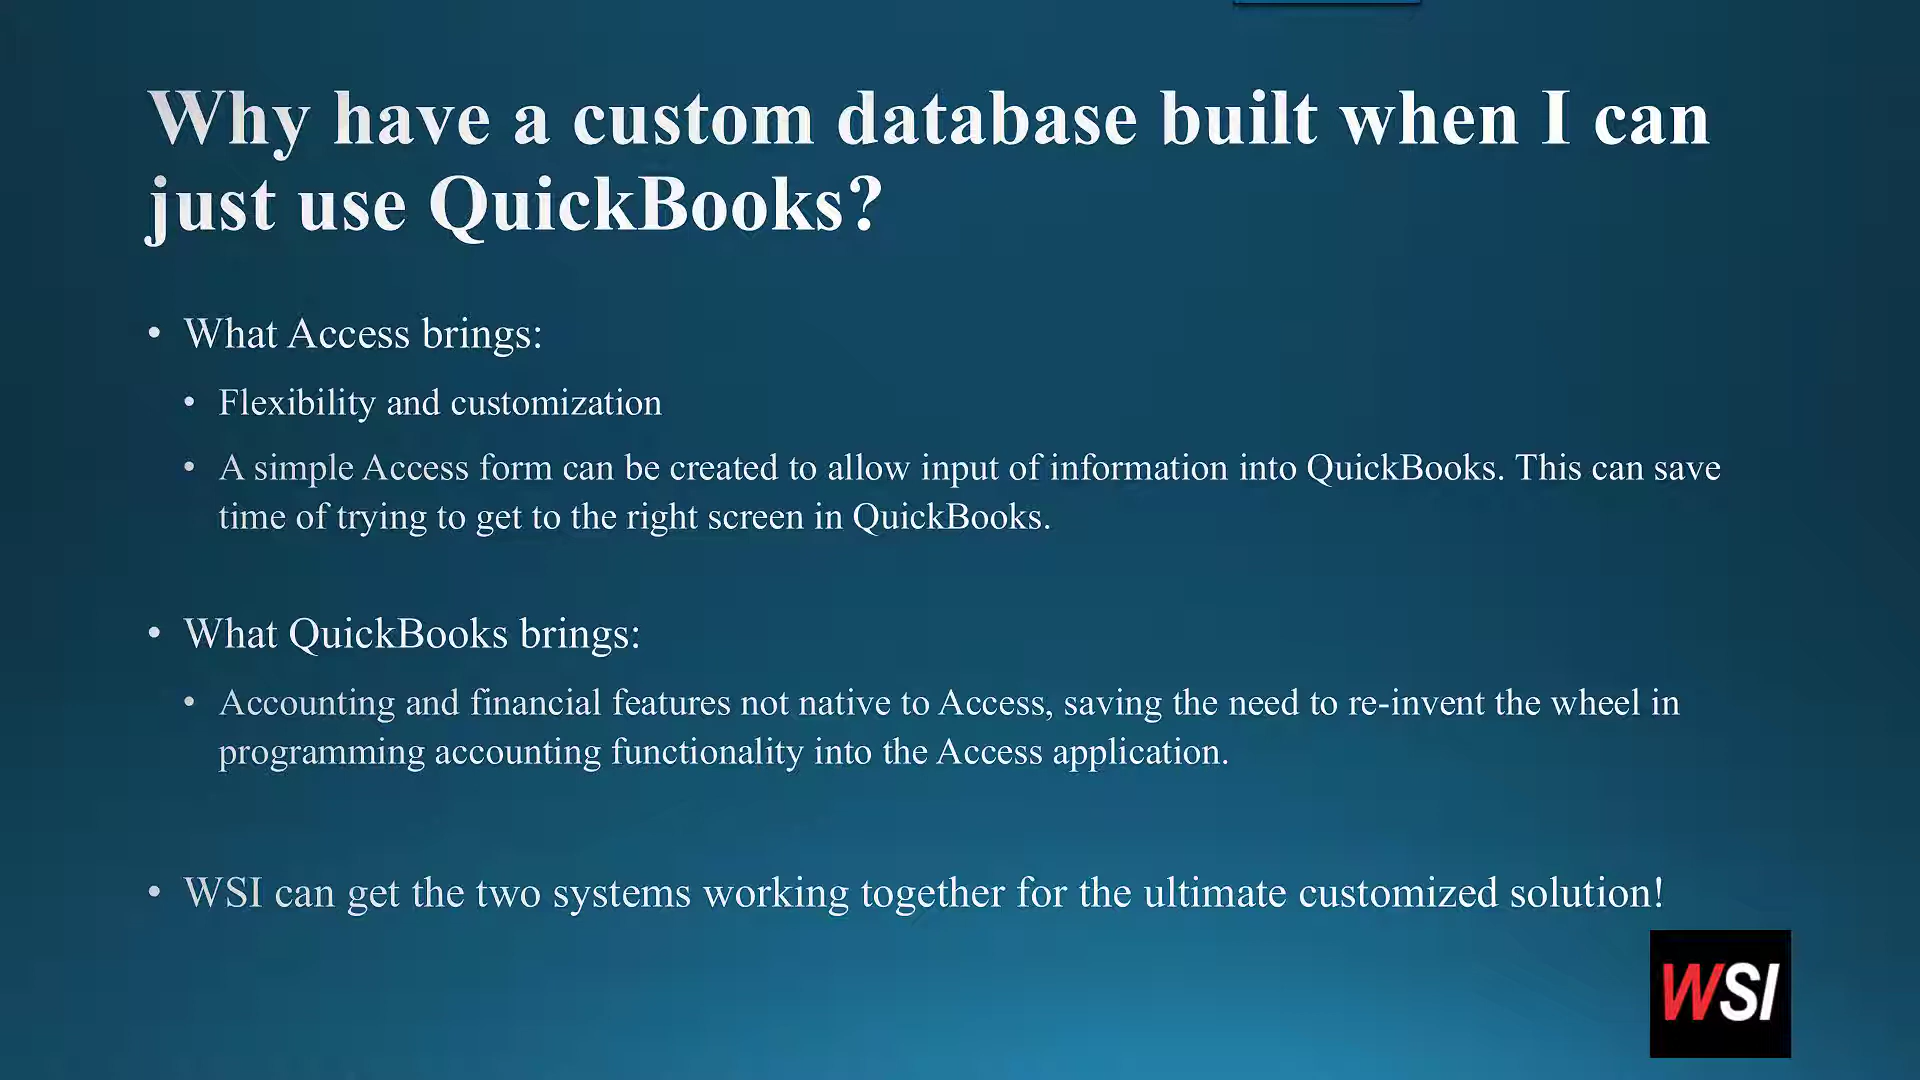 Why have a custom database built when I can
just use QuickBooks?
• What Access brings:
• Flexibility and customization
• A simple Access form can be created to allow input of information into QuickBooks. This can save
time of trying to get to the right screen in QuickBooks.
• What QuickBooks brings:
• Accounting and financial features not native to Access, saving the need to re-invent the wheel in
programming accounting functionality into the Access application.
• WSI can get the two systems working together for the ultimate customized solution!
WSI